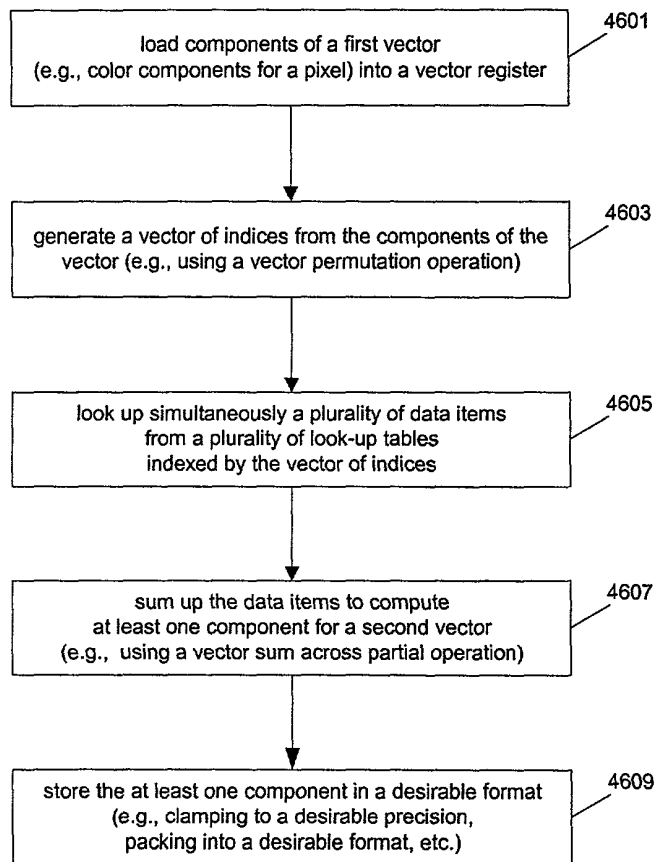 load components of a first vector
(e.g., color components for a pixel) into a vector register
4601
generate a vector of indices from the components of the
vector (e.g., using a vector permutation operation)
4603
look up simultaneously a plurality of data items
from a plurality of look-up tables
indexed by the vector of indices
4605
sum up the data items to compute
at least one component for a second vector
(e.g., using a vector sum across partial operation)
4607
store the at least one component in a desirable format
(e.g., clamping to a desirable precision,
packing into a desirable format, etc.)
4609